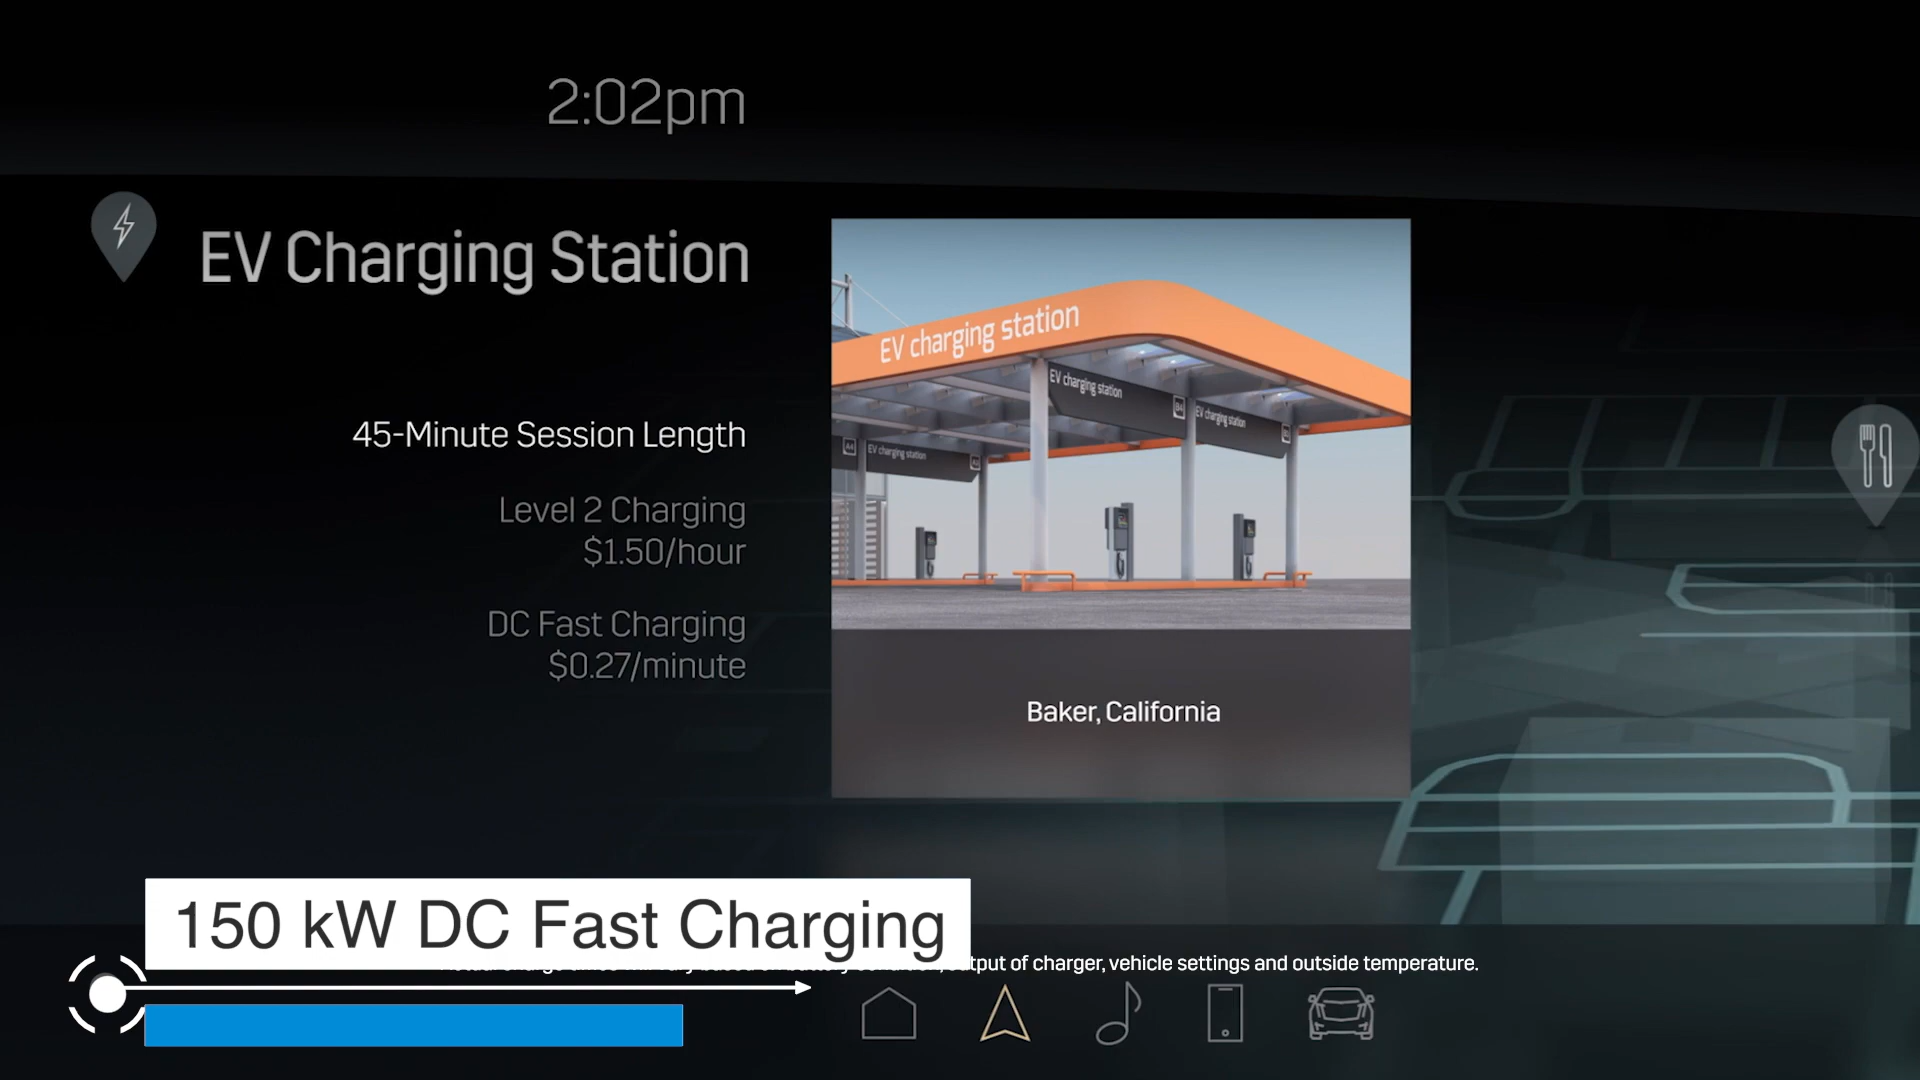 2:02pm
EV Charging Station
45-Minute Session Length
Level 2 Charging
$1.50/hour
DC Fast Charging
$0.27/minute
EV charging station
EV charging station
EV charging station
A4 EV charging station
Baker, California
150 kW DC Fast Charging
of charger, vehicle settings and outside temperature.